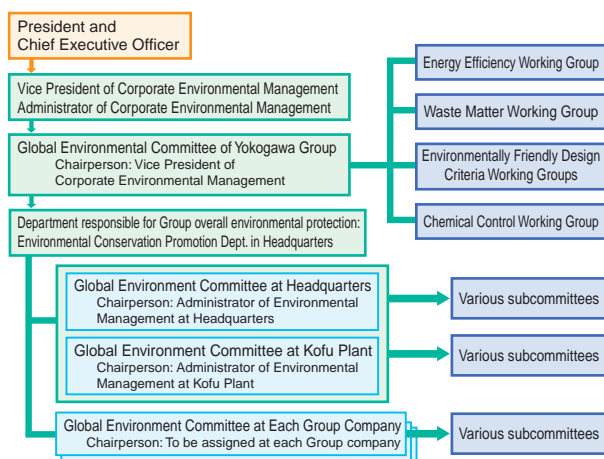 President and
Chief Executive Officer
Vice President of Corporate Environmental Management
Administrator of Corporate Environmental Management
Global Environmental Committee of Yokogawa Group
Chairperson: Vice President of
Corporate Environmental Management
Energy Efficiency Working Group
Waste Matter Working Group
Environmentally Friendly Design
Criteria Working Groups
Chemical Control Working Group
Department responsible for Group overall environmental protection:
Environmental Conservation Promotion Dept. in Headquarters
Global Environment Committee at Headquarters
Chairperson: Administrator of Environmental
Management at Headquarters
Various subcommittees
Global Environment Committee at Kofu Plant
Chairperson: Administrator of Environmental
Management at Kofu Plant
Various subcommittees
Global Environment Committee at Each Group Company
Chairperson: To be assigned at each Group company
Various subcommittees